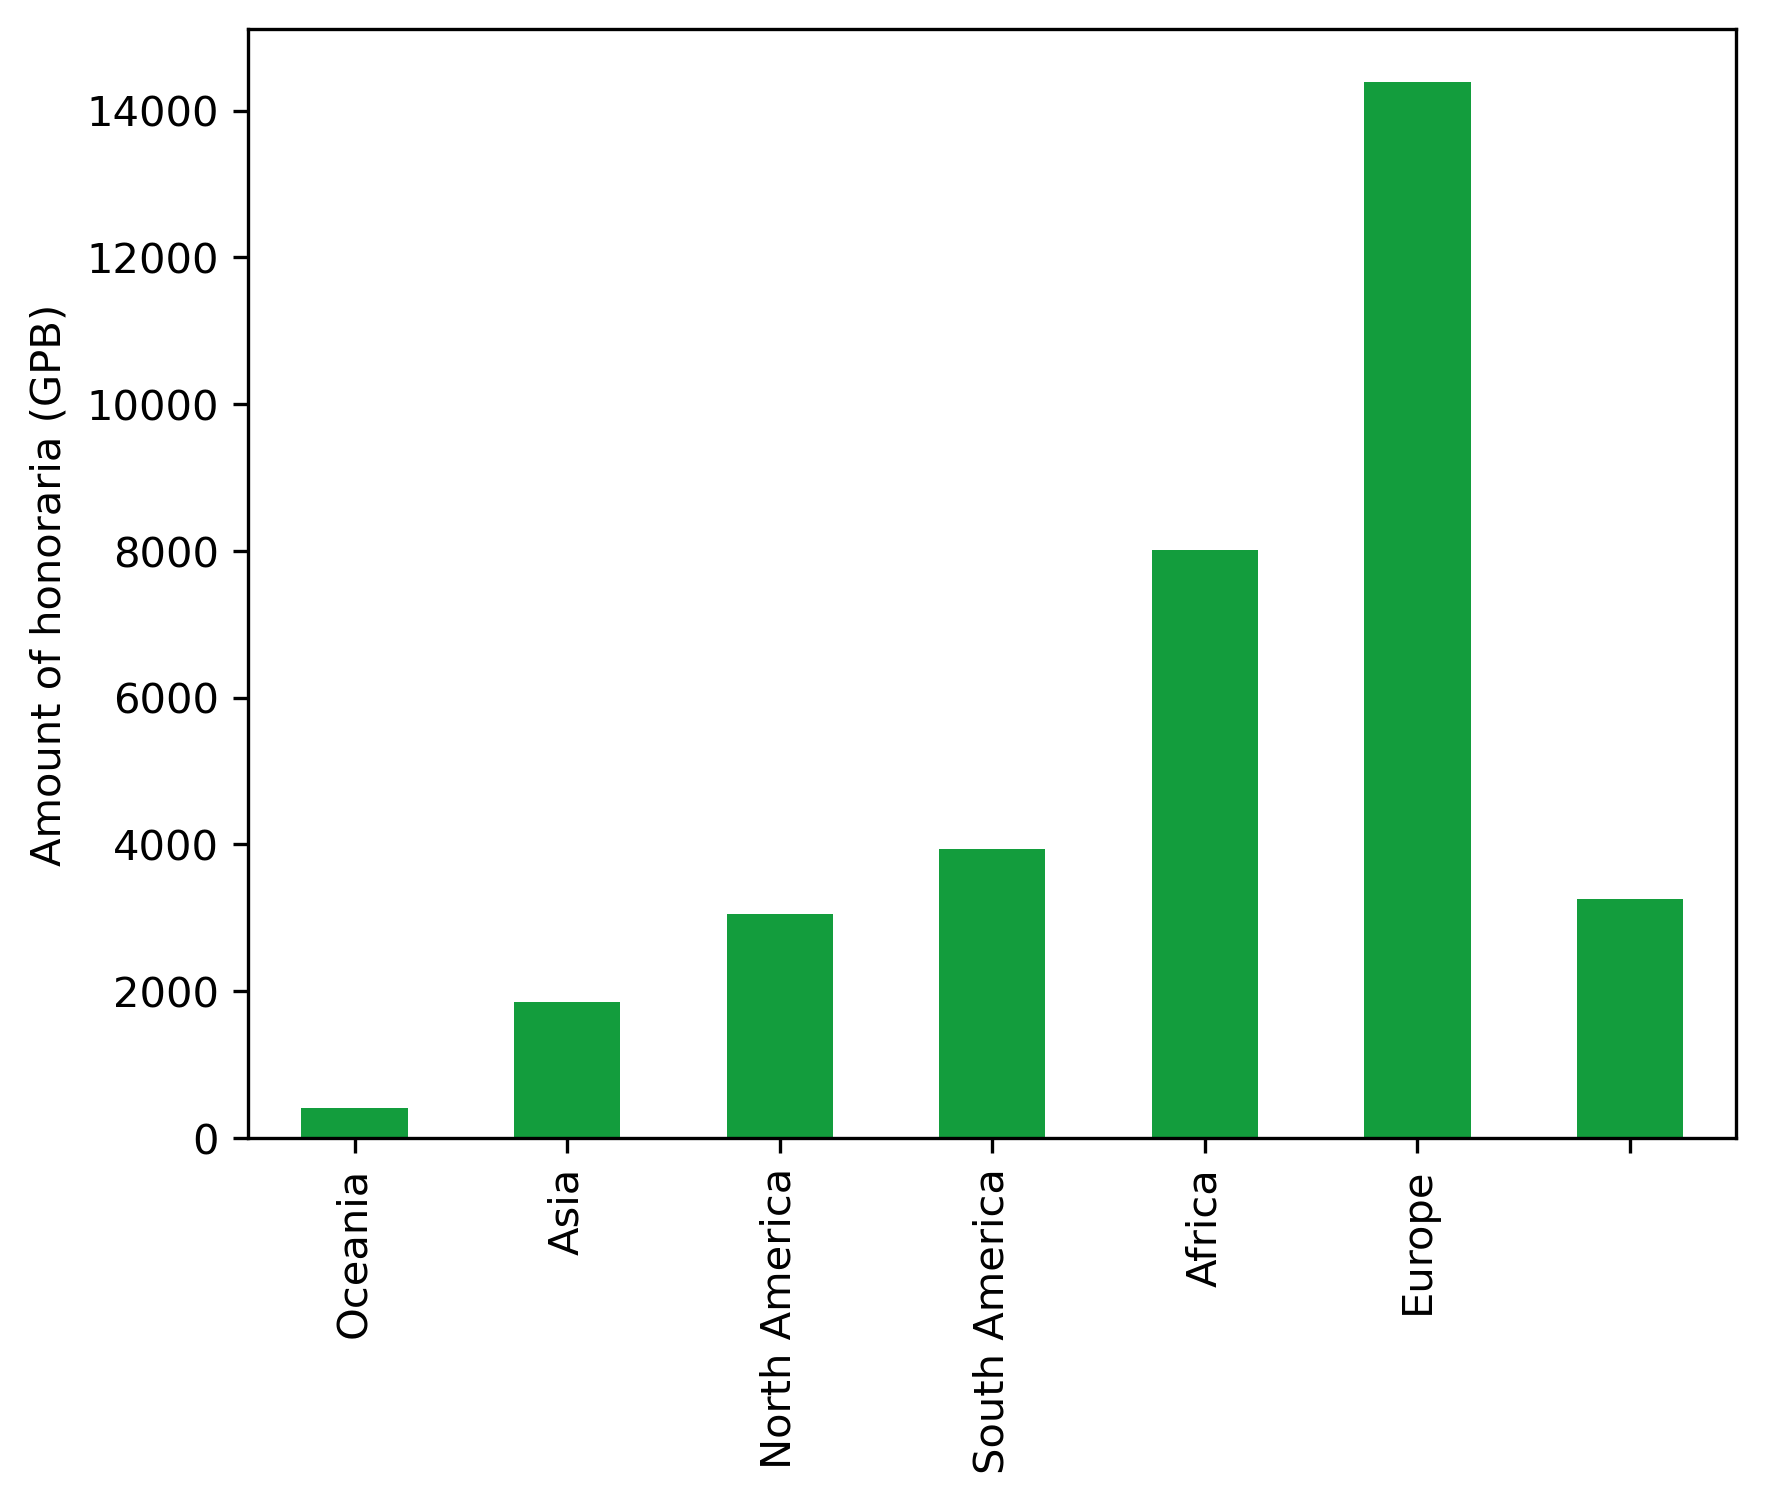 Amount of honoraria (GPB)
14000
12000
10000
8000
6000
4000
2000
0
Oceania
Asia
North America
South America
Africa
Europe